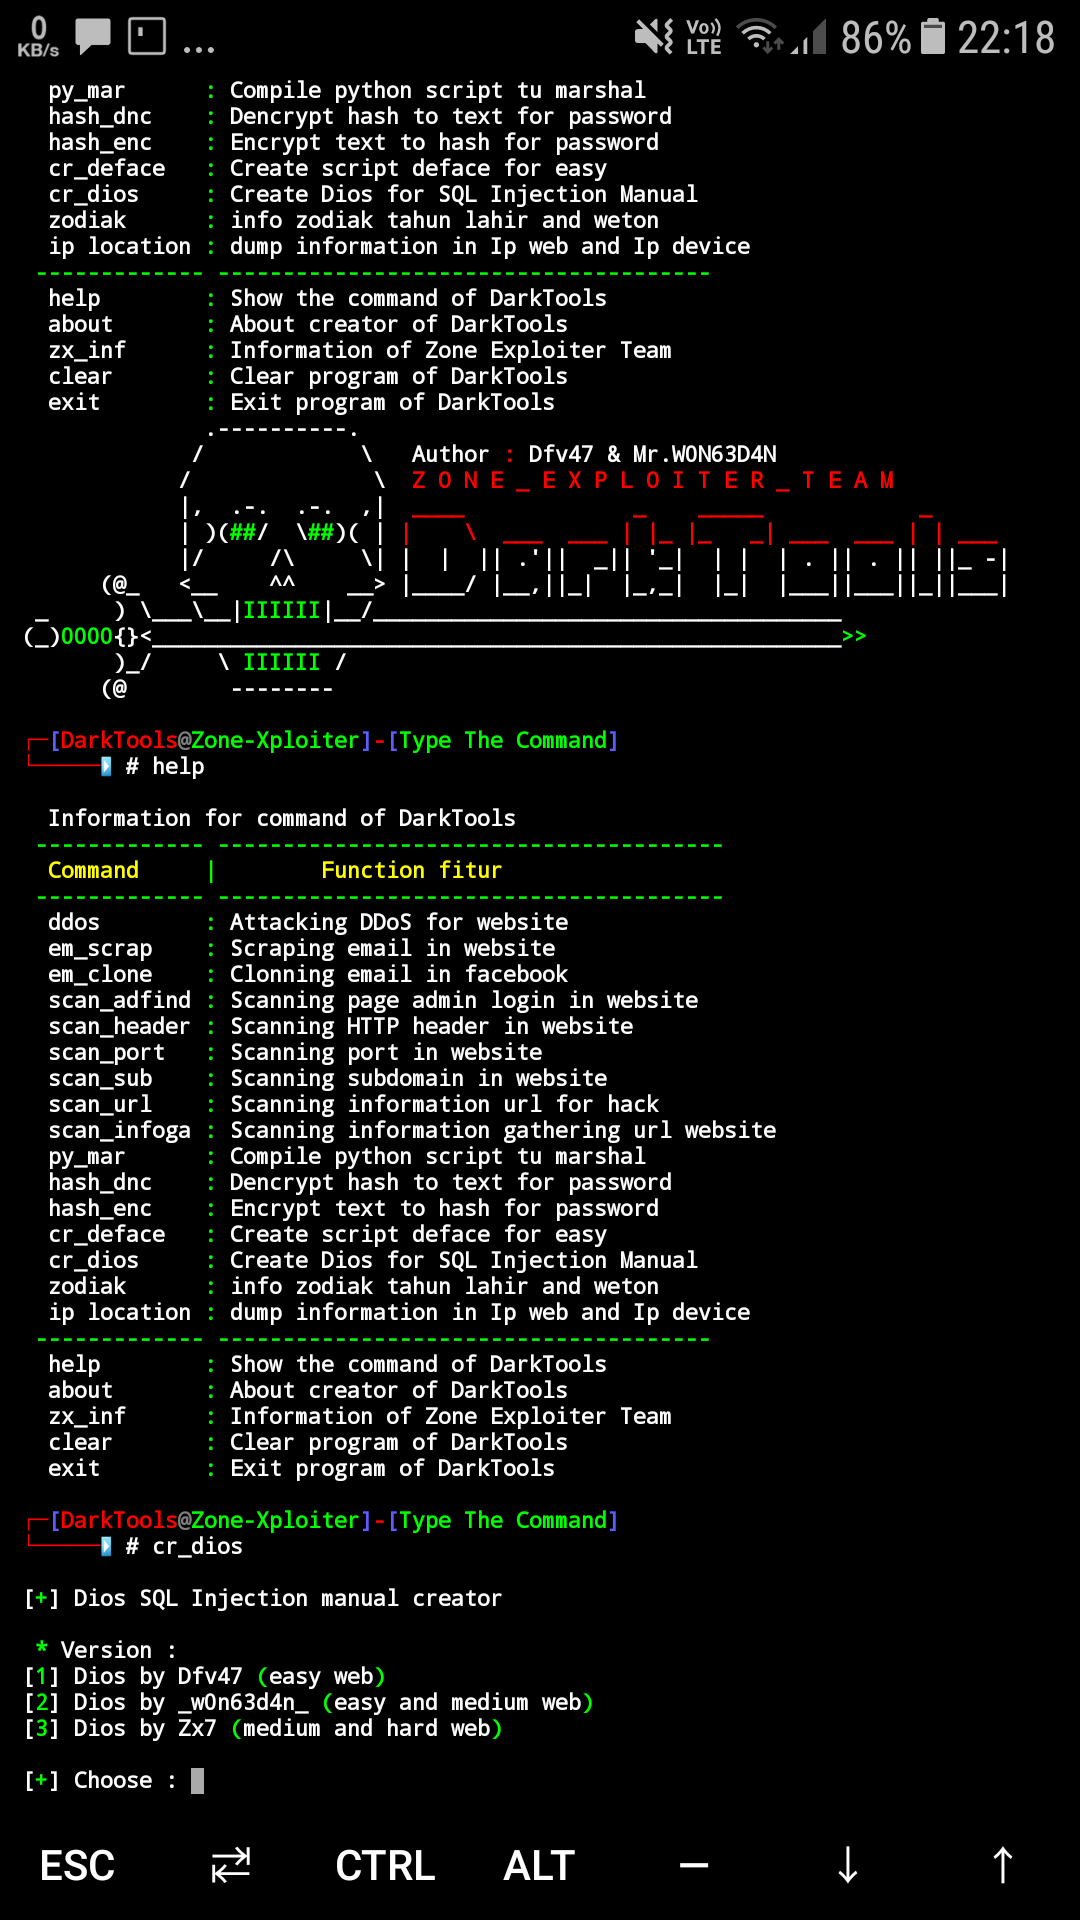 0
KB/s
...
Vo))
LTE
86%
22:18
py_mar : Compile python script tu marshal
hash_dnc : Dencrypt hash to text for password
hash_enc : Encrypt text to hash for password
cr_deface : Create script deface for easy
cr_dios : Create Dios for SQL Injection Manual
zodiak : info zodiak tahun lahir and weton
ip location : dump information in Ip web and Ip device
------------- --------------------------------------
help : Show the command of DarkTools
about : About creator of DarkTools
zx_inf : Information of Zone Exploiter Team
clear : Clear program of DarkTools
exit : Exit program of DarkTools
Author : Dfv47 & Mr.W0N63D4N
Z O N E _ E X P L O I T E R _ T E A M
DarkTools
[DarkTools@Zone-Xploiter]-[Type The Command]
# help
Information for command of DarkTools
------------- ---------------------------------------
Command | Function fitur
------------- ---------------------------------------
ddos : Attacking DDoS for website
em_scrap : Scraping email in website
em_clone : Clonning email in facebook
scan_adfind : Scanning page admin login in website
scan_header : Scanning HTTP header in website
scan_port : Scanning port in website
scan_sub : Scanning subdomain in website
scan_url : Scanning information url for hack
scan_infoga : Scanning information gathering url website
py_mar : Compile python script tu marshal
hash_dnc : Dencrypt hash to text for password
hash_enc : Encrypt text to hash for password
cr_deface : Create script deface for easy
cr_dios : Create Dios for SQL Injection Manual
zodiak : info zodiak tahun lahir and weton
ip location : dump information in Ip web and Ip device
------------- --------------------------------------
help : Show the command of DarkTools
about : About creator of DarkTools
zx_inf : Information of Zone Exploiter Team
clear : Clear program of DarkTools
exit : Exit program of DarkTools
[DarkTools@Zone-Xploiter]-[Type The Command]
# cr_dios
[+] Dios SQL Injection manual creator
* Version :
[1] Dios by Dfv47 (easy web)
[2] Dios by _w0n63d4n_ (easy and medium web)
[3] Dios by Zx7 (medium and hard web)
[+] Choose :
ESC ⇄ CTRL ALT — ↓ ↑